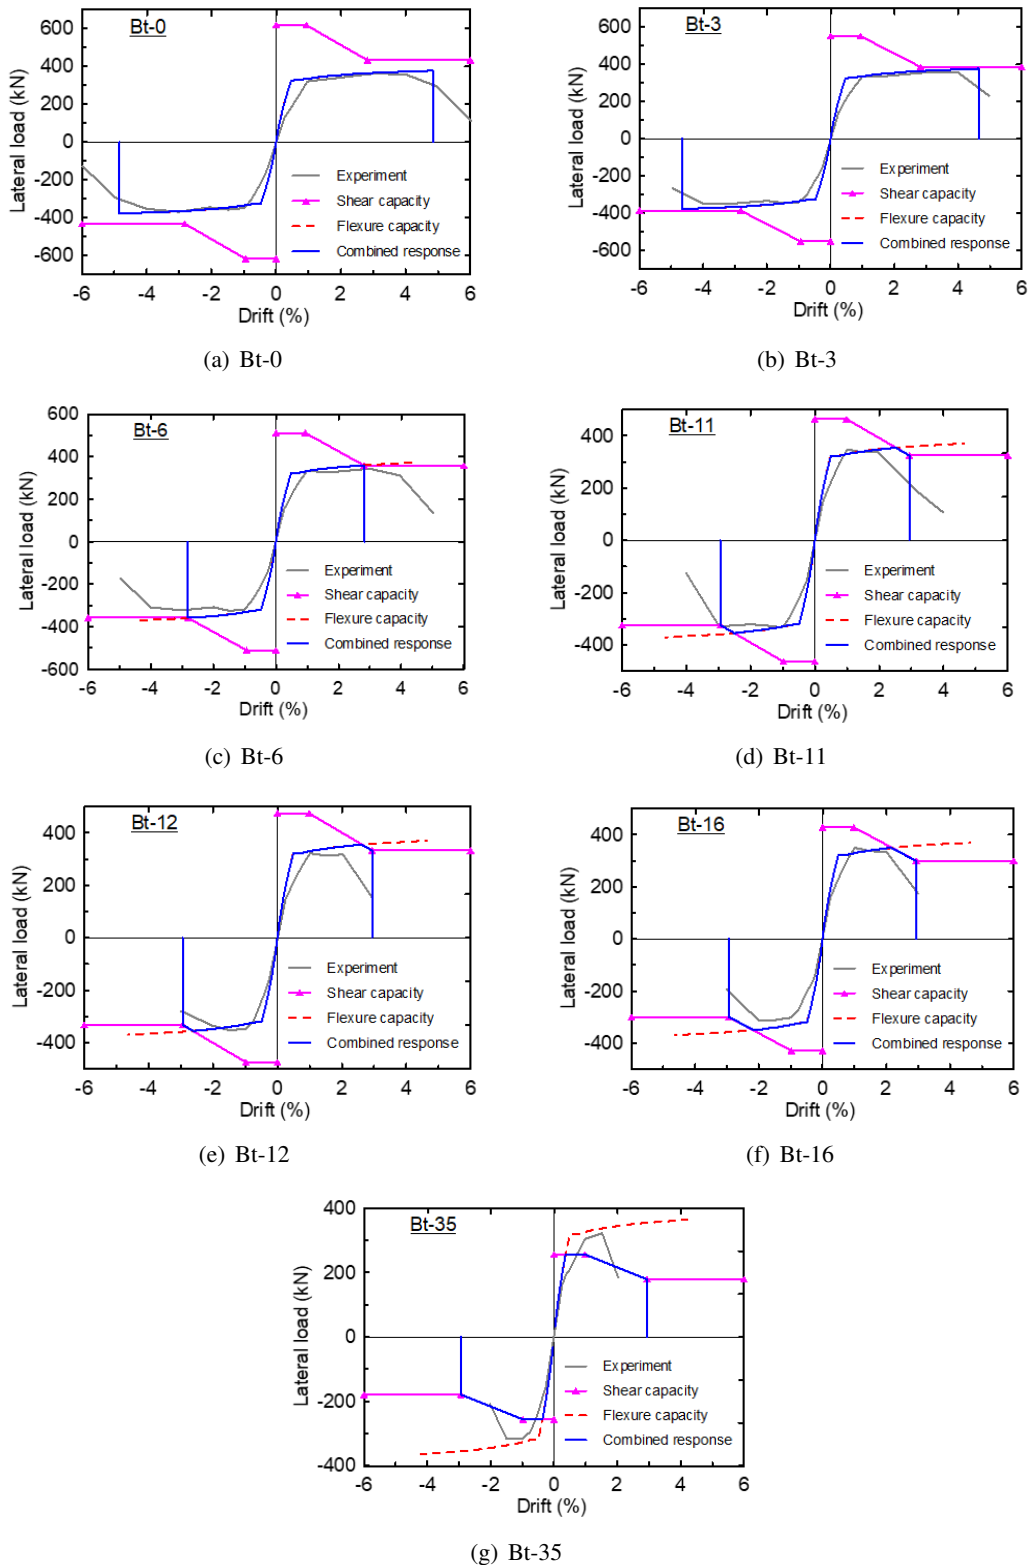 Bt-0
Lateral load (kN)
600
400
200
0
-200
-400
-600
Experiment
Shear capacity
Flexure capacity
Combined response
-6 -4 -2 0 2 4 6
Drift (%)
(a) Bt-0
Bt-3
Lateral load (kN)
600
400
200
0
-200
-400
-600
Experiment
Shear capacity
Flexure capacity
Combined response
-6 -4 -2 0 2 4 6
Drift (%)
(b) Bt-3
Bt-6
Lateral load (kN)
600
400
200
0
-200
-400
-600
Experiment
Shear capacity
Flexure capacity
Combined response
-6 -4 -2 0 2 4 6
Drift (%)
(c) Bt-6
Bt-11
Lateral load (kN)
400
200
0
-200
-400
Experiment
Shear capacity
Flexure capacity
Combined response
-6 -4 -2 0 2 4 6
Drift (%)
(d) Bt-11
Bt-12
Lateral load (kN)
400
200
0
-200
-400
Experiment
Shear capacity
Flexure capacity
Combined response
-6 -4 -2 0 2 4 6
Drift (%)
(e) Bt-12
Bt-16
Lateral load (kN)
400
200
0
-200
-400
Experiment
Shear capacity
Flexure capacity
Combined response
-6 -4 -2 0 2 4 6
Drift (%)
(f) Bt-16
Bt-35
Lateral load (kN)
400
200
0
-200
-400
Experiment
Shear capacity
Flexure capacity
Combined response
-6 -4 -2 0 2 4 6
Drift (%)
(g) Bt-35